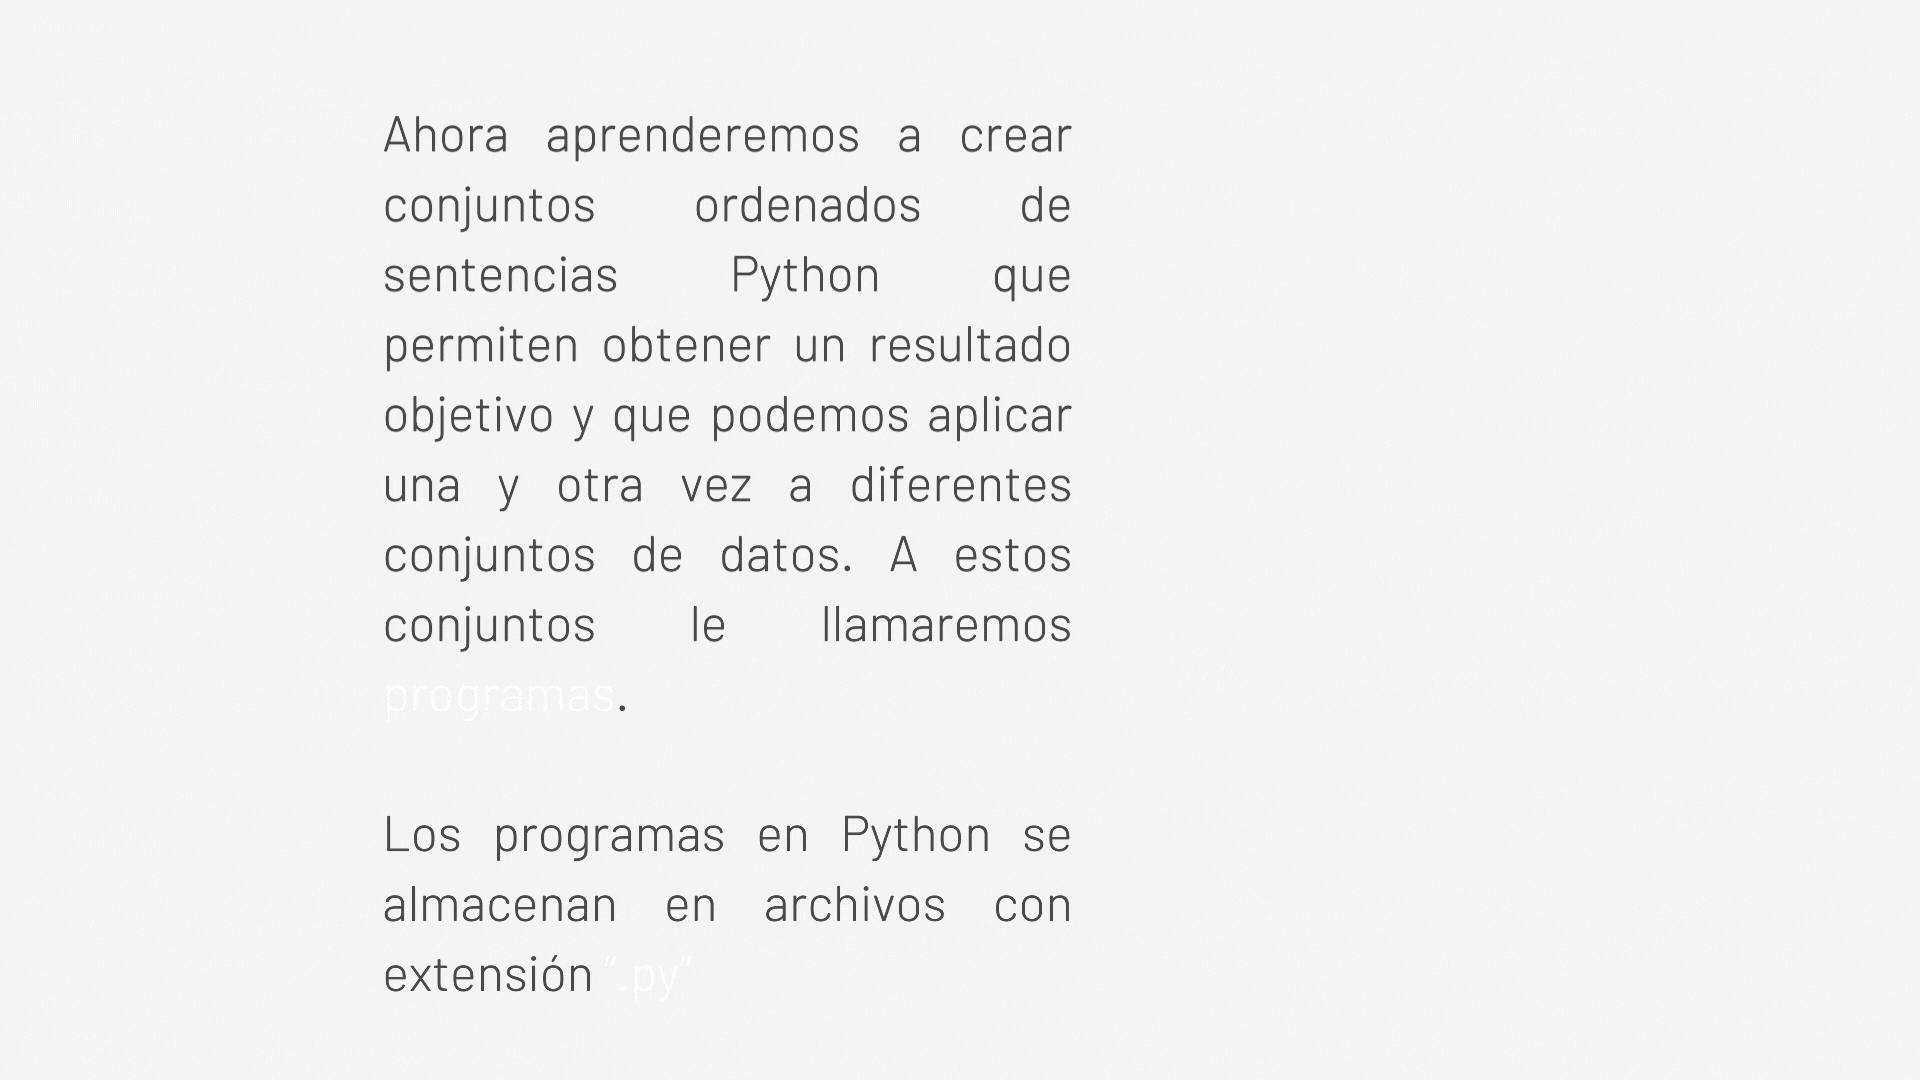 Ahora aprenderemos a crear
conjuntos ordenados de
sentencias Python que
permiten obtener un resultado
objetivo y que podemos aplicar
una y otra vez a diferentes
conjuntos de datos. A estos
conjuntos le llamaremos
programas.
Los programas en Python se
almacenan en archivos con
extensión “.py”